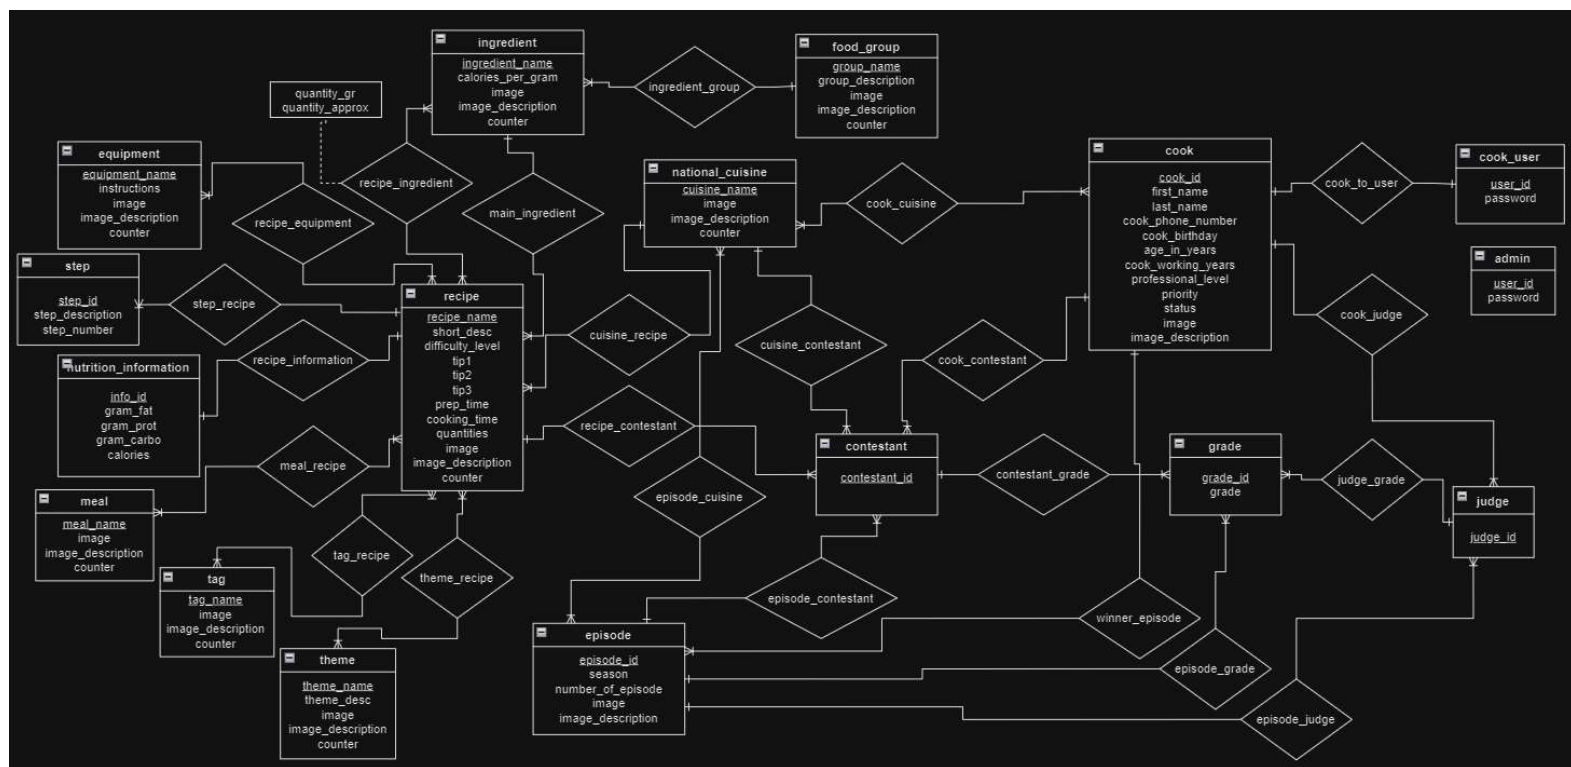 ingredient
ingredient_name
calories_per_gram
image
image_description
counter
ingredient_group
food_group
group_name
group_description
image
image_description
counter
quantity_gr
quantity_approx
equipment
equipment_name
instructions
image
image_description
counter
recipe_equipment
recipe_ingredient
main_ingredient
national_cuisine
cuisine_name
image
image_description
counter
cook_cuisine
cook
cook_id
first_name
last_name
cook_phone_number
cook_birthday
age_in_years
cook_working_years
professional_level
priority
status
image
image_description
cook_to_user
cook_user
user_id
password
admin
user_id
password
step
step_id
step_description
step_number
step_recipe
recipe
recipe_name
short_desc
difficulty_level
tip1
tip2
tip3
prep_time
cooking_time
quantities
image
image_description
counter
cuisine_recipe
cuisine_contestant
cook_contestant
cook_judge
nutrition_information
info_id
gram_fat
gram_prot
gram_carbo
calories
recipe_information
recipe_contestant
meal_recipe
meal
meal_name
image
image_description
counter
episode_cuisine
contestant
contestant_id
contestant_grade
grade
grade_id
grade
judge_grade
judge
judge_id
tag_recipe
theme_recipe
tag
tag_name
image
image_description
counter
theme
theme_name
theme_desc
image
image_description
counter
episode_contestant
episode
episode_id
season
number_of_episode
image
image_description
winner_episode
episode_grade
episode_judge